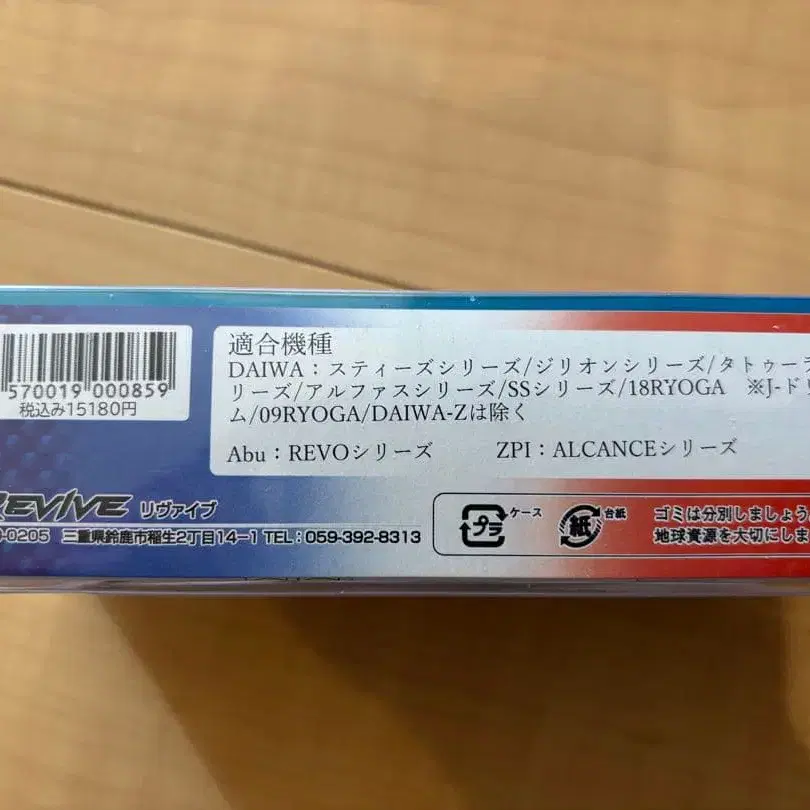 570019 000859
税込み15180円
適合機種
DAIWA：スティーズシリーズ/ジリオンシリーズ/タトゥーラ
リーズ/アルファスシリーズ/SSシリーズ/18RYOGA ※J-ドリ
ム/09RYOGA/DAIWA-Zは除く
Abu：REVOシリーズ ZPI：ALCANCEシリーズ
REVIVE リヴァイブ
-0205 三重県鈴鹿市稲生2丁目14-1 TEL：059-392-8313
プラ ケース
紙 台紙
ゴミは分別しましょう
地球資源を大切にしま